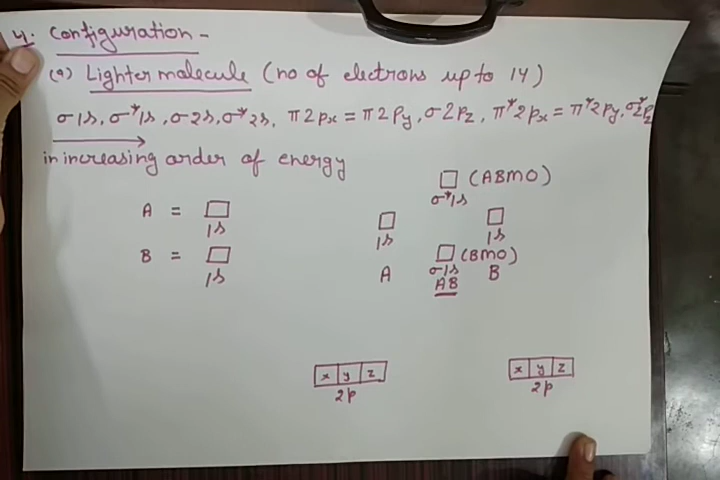 4. Configuration -
(a) Lighter molecule (no of electrons up to 14)
σ1s, σ*1s, σ2s, σ*2s, π2px = π2py, σ2pz, π*2px = π*2py, σ*2pz
in increasing order of energy
□ (ABMO)
σ*1s
A = □ □ □
1s 1s 1s
B = □ □ (BMO)
1s A σ1s B
AB
x y z x y z
2p 2p